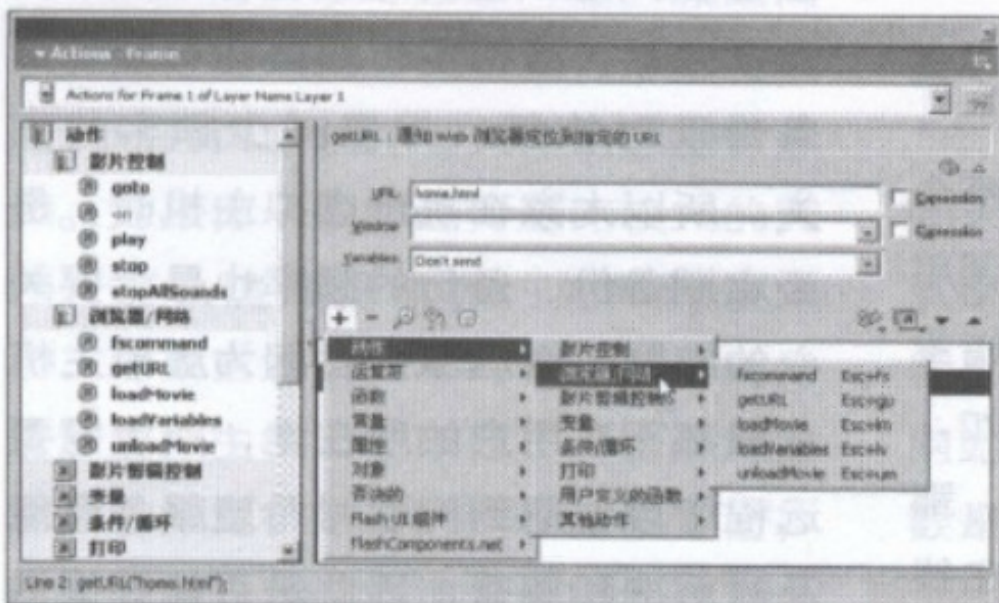 Actions - Frame
Actions for Frame 1 of Layer Name Layer 1
动作
影片控制
goto
on
play
stop
stopAllSounds
浏览器/网络
fscommand
getURL
loadMovie
loadVariables
unloadMovie
影片剪辑控制
变量
条件/循环
打印
getURL : 通知 Web 浏览器定位到指定的 URL
URL: home.html
Expression
Window:
Expression
Variables: Don't send
动作
运算符
函数
常量
属性
对象
否决的
Flash UI 组件
FlashComponents.net
影片控制
浏览器/网络
影片剪辑控制
变量
条件/循环
打印
用户定义的函数
其他动作
fscommand Esc+fs
getURL Esc+gu
loadMovie Esc+lm
loadVariables Esc+lv
unloadMovie Esc+um
Line 2: getURL("home.html");